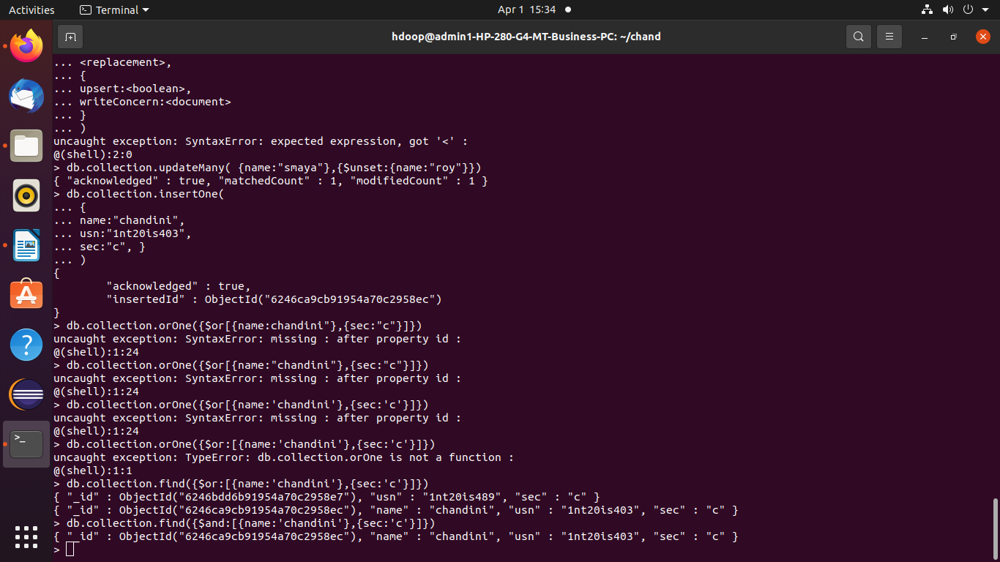 Activities
Terminal
Apr 1 15:34
hdoop@admin1-HP-280-G4-MT-Business-PC: ~/chand
... <replacement>,
... {
... upsert:<boolean>,
... writeConcern:<document>
... }
... )
uncaught exception: SyntaxError: expected expression, got '<' :
@(shell):2:0
> db.collection.updateMany( {name:"smaya"},{$unset:{name:"roy"}})
{ "acknowledged" : true, "matchedCount" : 1, "modifiedCount" : 1 }
> db.collection.insertOne(
... {
... name:"chandini",
... usn:"1nt20is403",
... sec:"c", }
... )
{
        "acknowledged" : true,
        "insertedId" : ObjectId("6246ca9cb91954a70c2958ec")
}
> db.collection.orOne({$or[{name:chandini"},{sec:"c"}]})
uncaught exception: SyntaxError: missing : after property id :
@(shell):1:24
> db.collection.orOne({$or[{name:"chandini"},{sec:"c"}]})
uncaught exception: SyntaxError: missing : after property id :
@(shell):1:24
> db.collection.orOne({$or[{name:'chandini'},{sec:'c'}]})
uncaught exception: SyntaxError: missing : after property id :
@(shell):1:24
> db.collection.orOne({$or:[{name:'chandini'},{sec:'c'}]})
uncaught exception: TypeError: db.collection.orOne is not a function :
@(shell):1:1
> db.collection.find({$or:[{name:'chandini'},{sec:'c'}]})
{ "_id" : ObjectId("6246bdd6b91954a70c2958e7"), "usn" : "1nt20is489", "sec" : "c" }
{ "_id" : ObjectId("6246ca9cb91954a70c2958ec"), "name" : "chandini", "usn" : "1nt20is403", "sec" : "c" }
> db.collection.find({$and:[{name:'chandini'},{sec:'c'}]})
{ "_id" : ObjectId("6246ca9cb91954a70c2958ec"), "name" : "chandini", "usn" : "1nt20is403", "sec" : "c" }
>